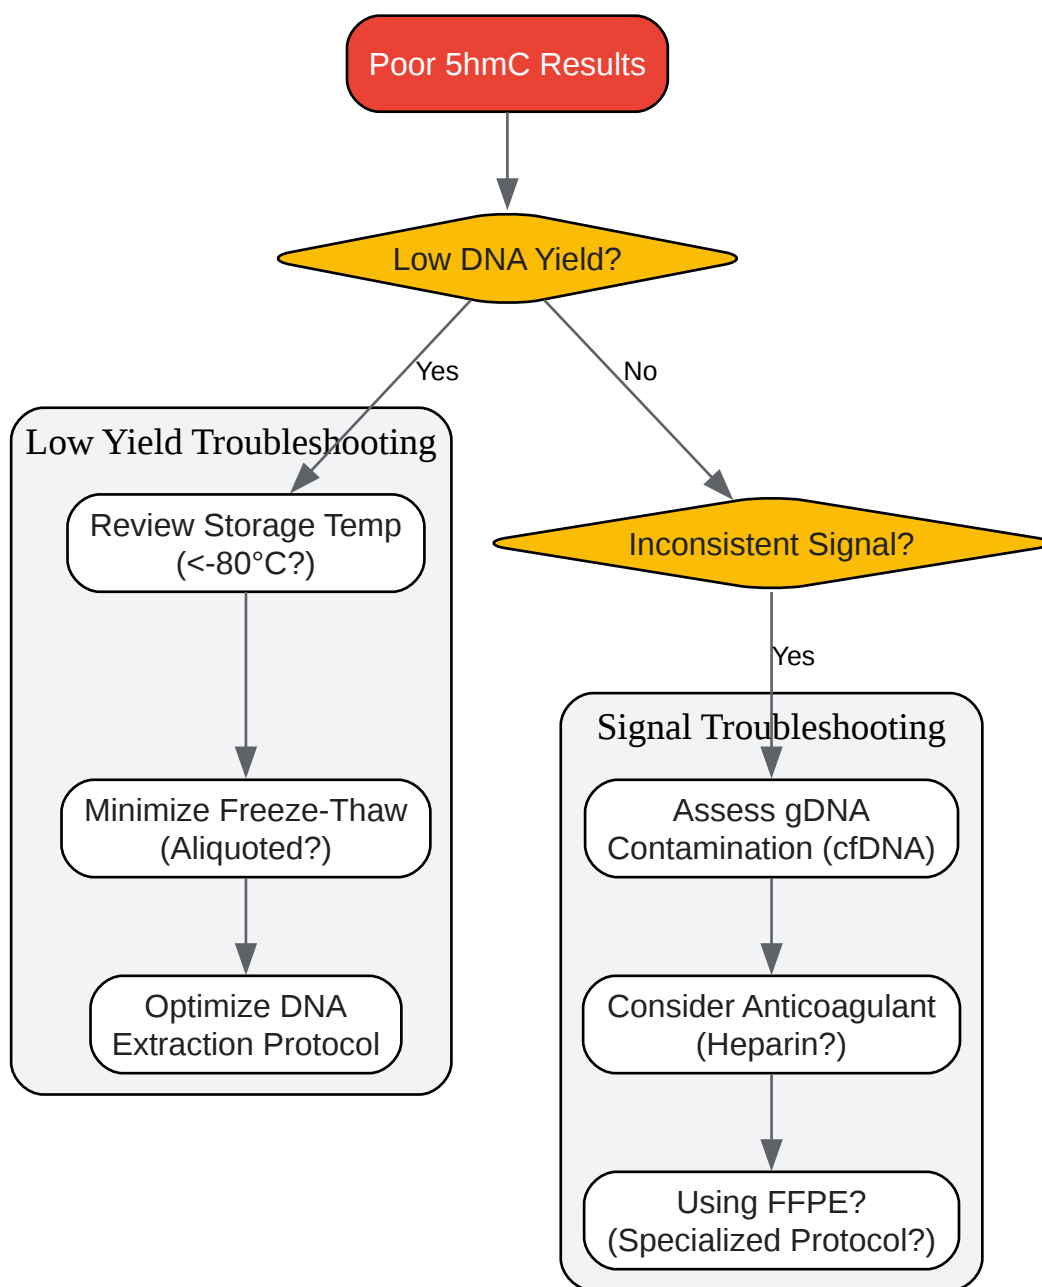 Poor 5hmC Results
Low DNA Yield?
Yes
No
Low Yield Troubleshooting
Review Storage Temp
(<-80°C?)
Minimize Freeze-Thaw
(Aliquoted?)
Optimize DNA
Extraction Protocol
Inconsistent Signal?
Yes
Signal Troubleshooting
Assess gDNA
Contamination (cfDNA)
Consider Anticoagulant
(Heparin?)
Using FFPE?
(Specialized Protocol?)